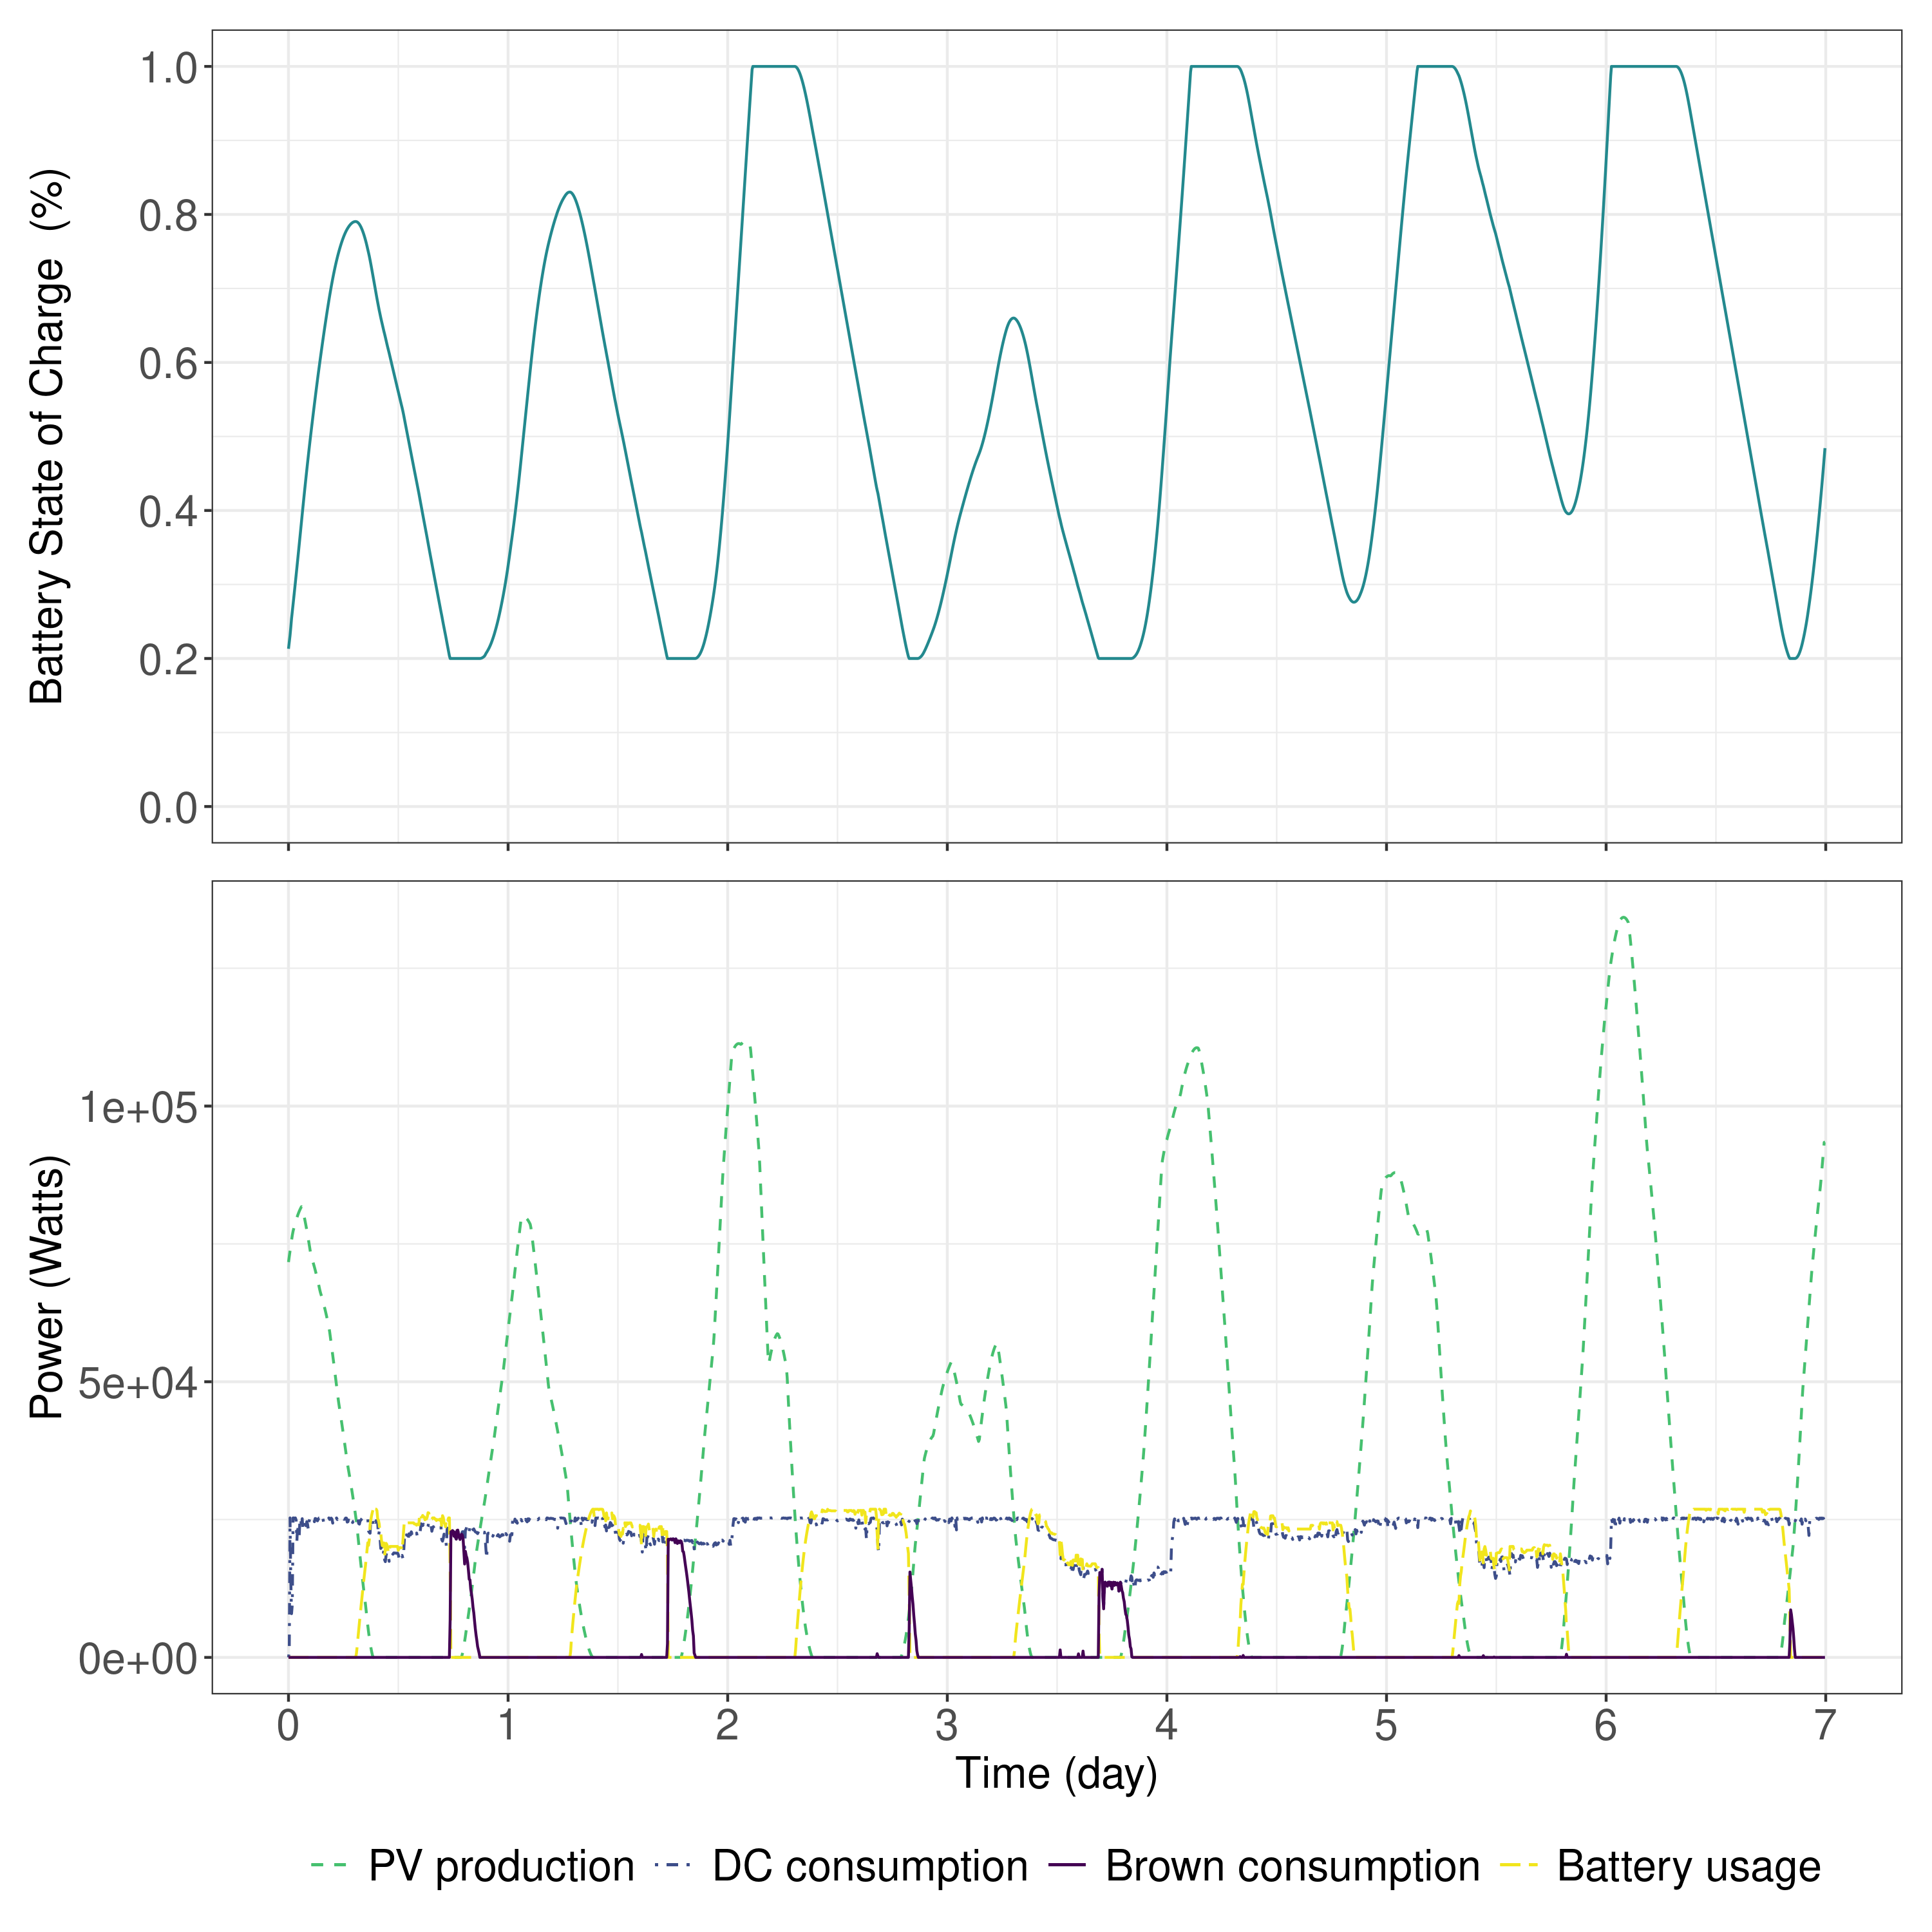 Battery State of Charge (%)
1.0
0.8
0.6
0.4
0.2
0.0
Power (Watts)
1e+05
5e+04
0e+00
0 1 2 3 4 5 6 7
Time (day)
PV production DC consumption Brown consumption Battery usage